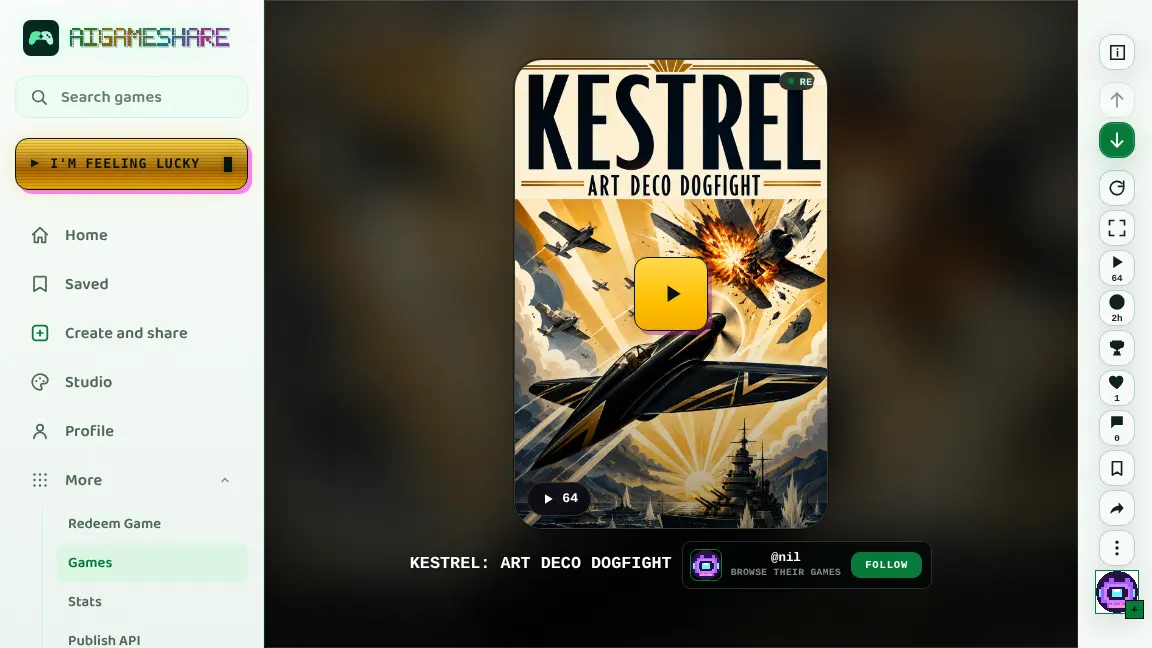 AIGAMESHARE
Search games
I'M FEELING LUCKY
Home
Saved
Create and share
Studio
Profile
More
Redeem Game
Games
Stats
Publish API
KESTREL
RE
ART DECO DOGFIGHT
64
KESTREL: ART DECO DOGFIGHT
@nil
BROWSE THEIR GAMES
FOLLOW
64
2h
1
0